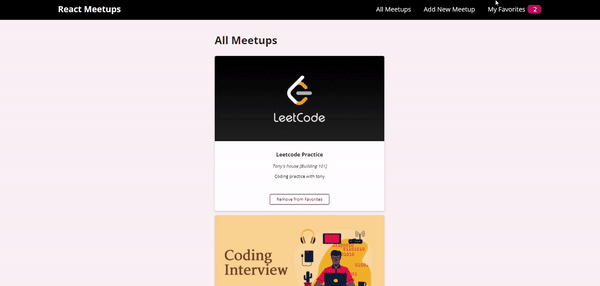 React Meetups
All Meetups
Add New Meetup
My Favorites 2
All Meetups
LeetCode
Leetcode Practice
Tony's house [Building 101]
Coding practice with tony
Remove from Favorites
Coding
Interview